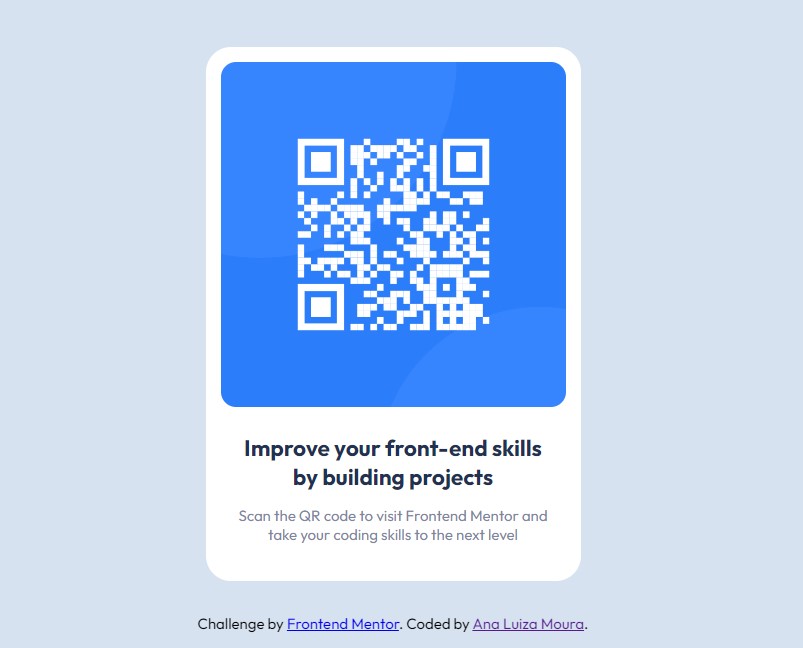 Improve your front-end skills
by building projects
Scan the QR code to visit Frontend Mentor and
take your coding skills to the next level
Challenge by Frontend Mentor. Coded by Ana Luiza Moura.